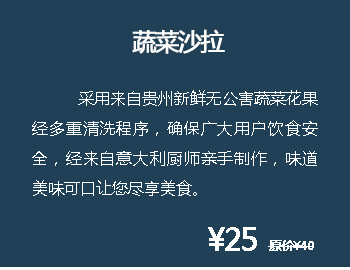 蔬菜沙拉
采用来自贵州新鲜无公害蔬菜花果
经多重清洗程序，确保广大用户饮食安
全，经来自意大利厨师亲手制作，味道
美味可口让您尽享美食。
¥25 原价¥40